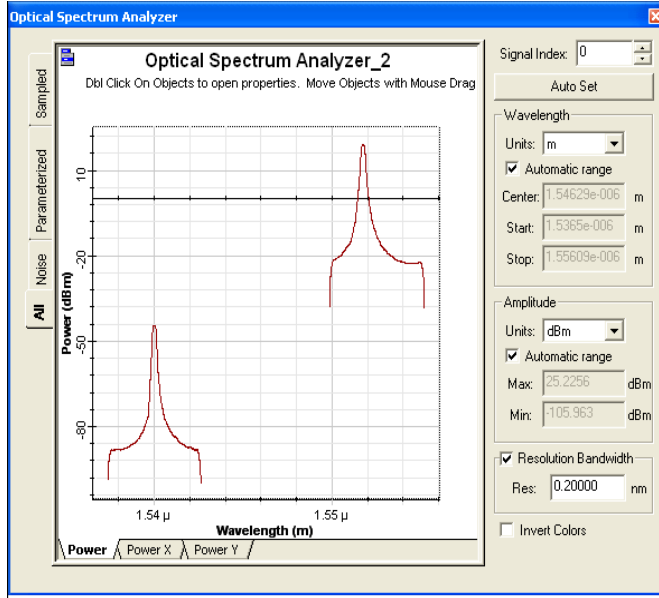 Optical Spectrum Analyzer
Sampled
Parameterized
Noise
All
Optical Spectrum Analyzer_2
Dbl Click On Objects to open properties. Move Objects with Mouse Drag
Power (dBm)
10
-20
-50
-80
1.54 µ
1.55 µ
Wavelength (m)
Power
Power X
Power Y
Signal Index: 0
Auto Set
Wavelength
Units: m
Automatic range
Center: 1.54629e-006 m
Start: 1.5365e-006 m
Stop: 1.55609e-006 m
Amplitude
Units: dBm
Automatic range
Max: 25.2256 dBm
Min: -105.963 dBm
Resolution Bandwidth
Res: 0.20000 nm
Invert Colors